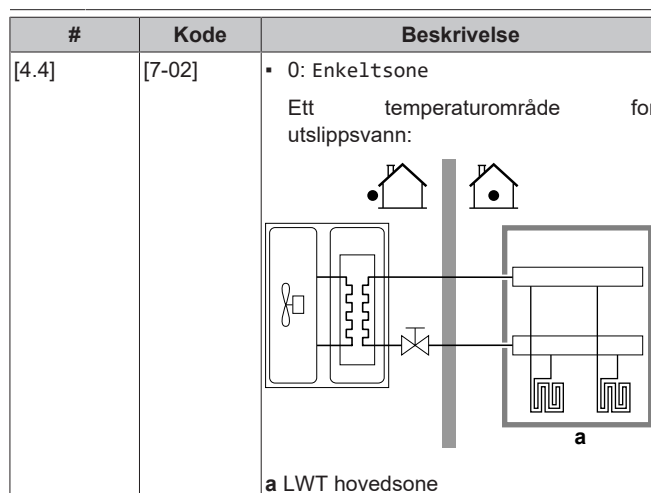 # Kode Beskrivelse
[4.4] [7-02] ▪ 0: Enkeltsone
Ett temperaturområde for
utslippsvann:
a
a LWT hovedsone